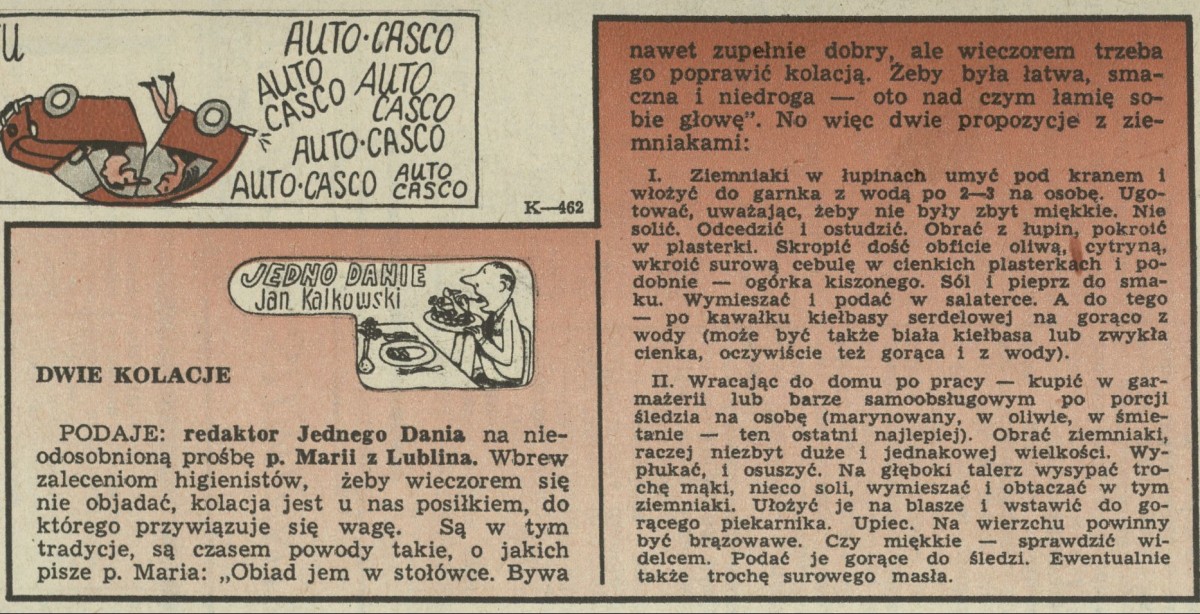 AUTO·CASCO
AUTO
CASCO
AUTO
CASCO
AUTO·CASCO
AUTO·CASCO
AUTO
CASCO
K—462
JEDNO DANIE
Jan Kalkowski
DWIE KOLACJE
PODAJE: redaktor Jednego Dania na nie-
odosobnioną prośbę p. Marii z Lublina. Wbrew
zaleceniom higienistów, żeby wieczorem się
nie objadać, kolacja jest u nas posiłkiem, do
którego przywiązuje się wagę. Są w tym
tradycje, są czasem powody takie, o jakich
pisze p. Maria: „Obiad jem w stołówce. Bywa
nawet zupełnie dobry, ale wieczorem trzeba
go poprawić kolacją. Żeby była łatwa, sma-
czna i niedroga — oto nad czym łamię so-
bie głowę”. No więc dwie propozycje z zie-
mniakami:
I. Ziemniaki w łupinach umyć pod kranem i
włożyć do garnka z wodą po 2—3 na osobę. Ugo-
tować, uważając, żeby nie były zbyt miękkie. Nie
solić. Odcedzić i ostudzić. Obrać z łupin, pokroić
w plasterki. Skropić dość obficie oliwą, cytryną,
wkroić surową cebulę w cienkich plasterkach i po-
dobnie — ogórka kiszonego. Sól i pieprz do sma-
ku. Wymieszać i podać w salaterce. A do tego
— po kawałku kiełbasy serdelowej na gorąco z
wody (może być także biała kiełbasa lub zwykła
cienka, oczywiście też gorąca i z wody).
II. Wracając do domu po pracy — kupić w gar-
mażerii lub barze samoobsługowym po porcji
śledzia na osobę (marynowany, w oliwie, w śmie-
tanie — ten ostatni najlepiej). Obrać ziemniaki,
raczej niezbyt duże i jednakowej wielkości. Wy-
płukać, i osuszyć. Na głęboki talerz wysypać tro-
chę mąki, nieco soli, wymieszać i obtaczać w tym
ziemniaki. Ułożyć je na blasze i wstawić do go-
rącego piekarnika. Upiec. Na wierzchu powinny
być brązowawe. Czy miękkie — sprawdzić wi-
delcem. Podać je gorące do śledzi. Ewentualnie
także trochę surowego masła.